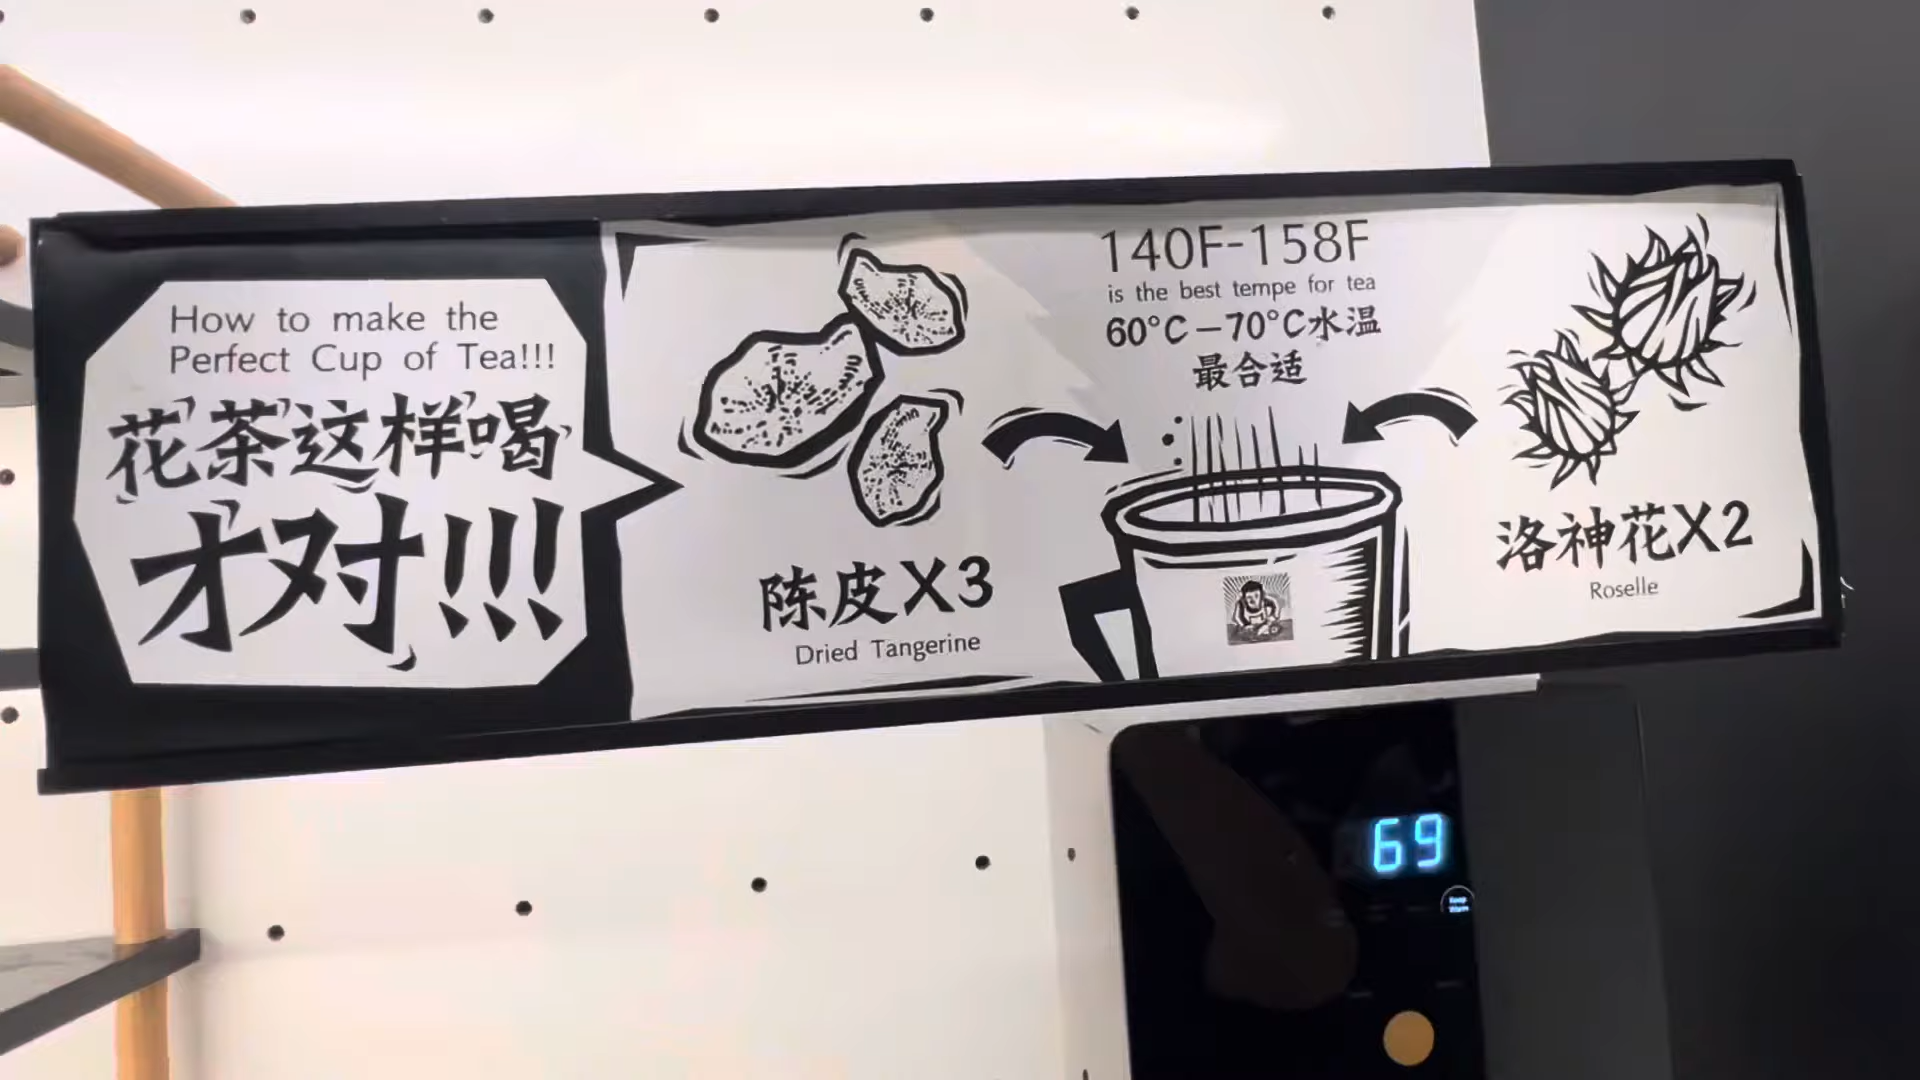 How to make the
Perfect Cup of Tea!!!
花茶这样喝
才对!!!
陈皮X3
Dried Tangerine
140F-158F
is the best tempe for tea
60°C-70°C水温
最合适
洛神花X2
Roselle
69
Keep
Warm